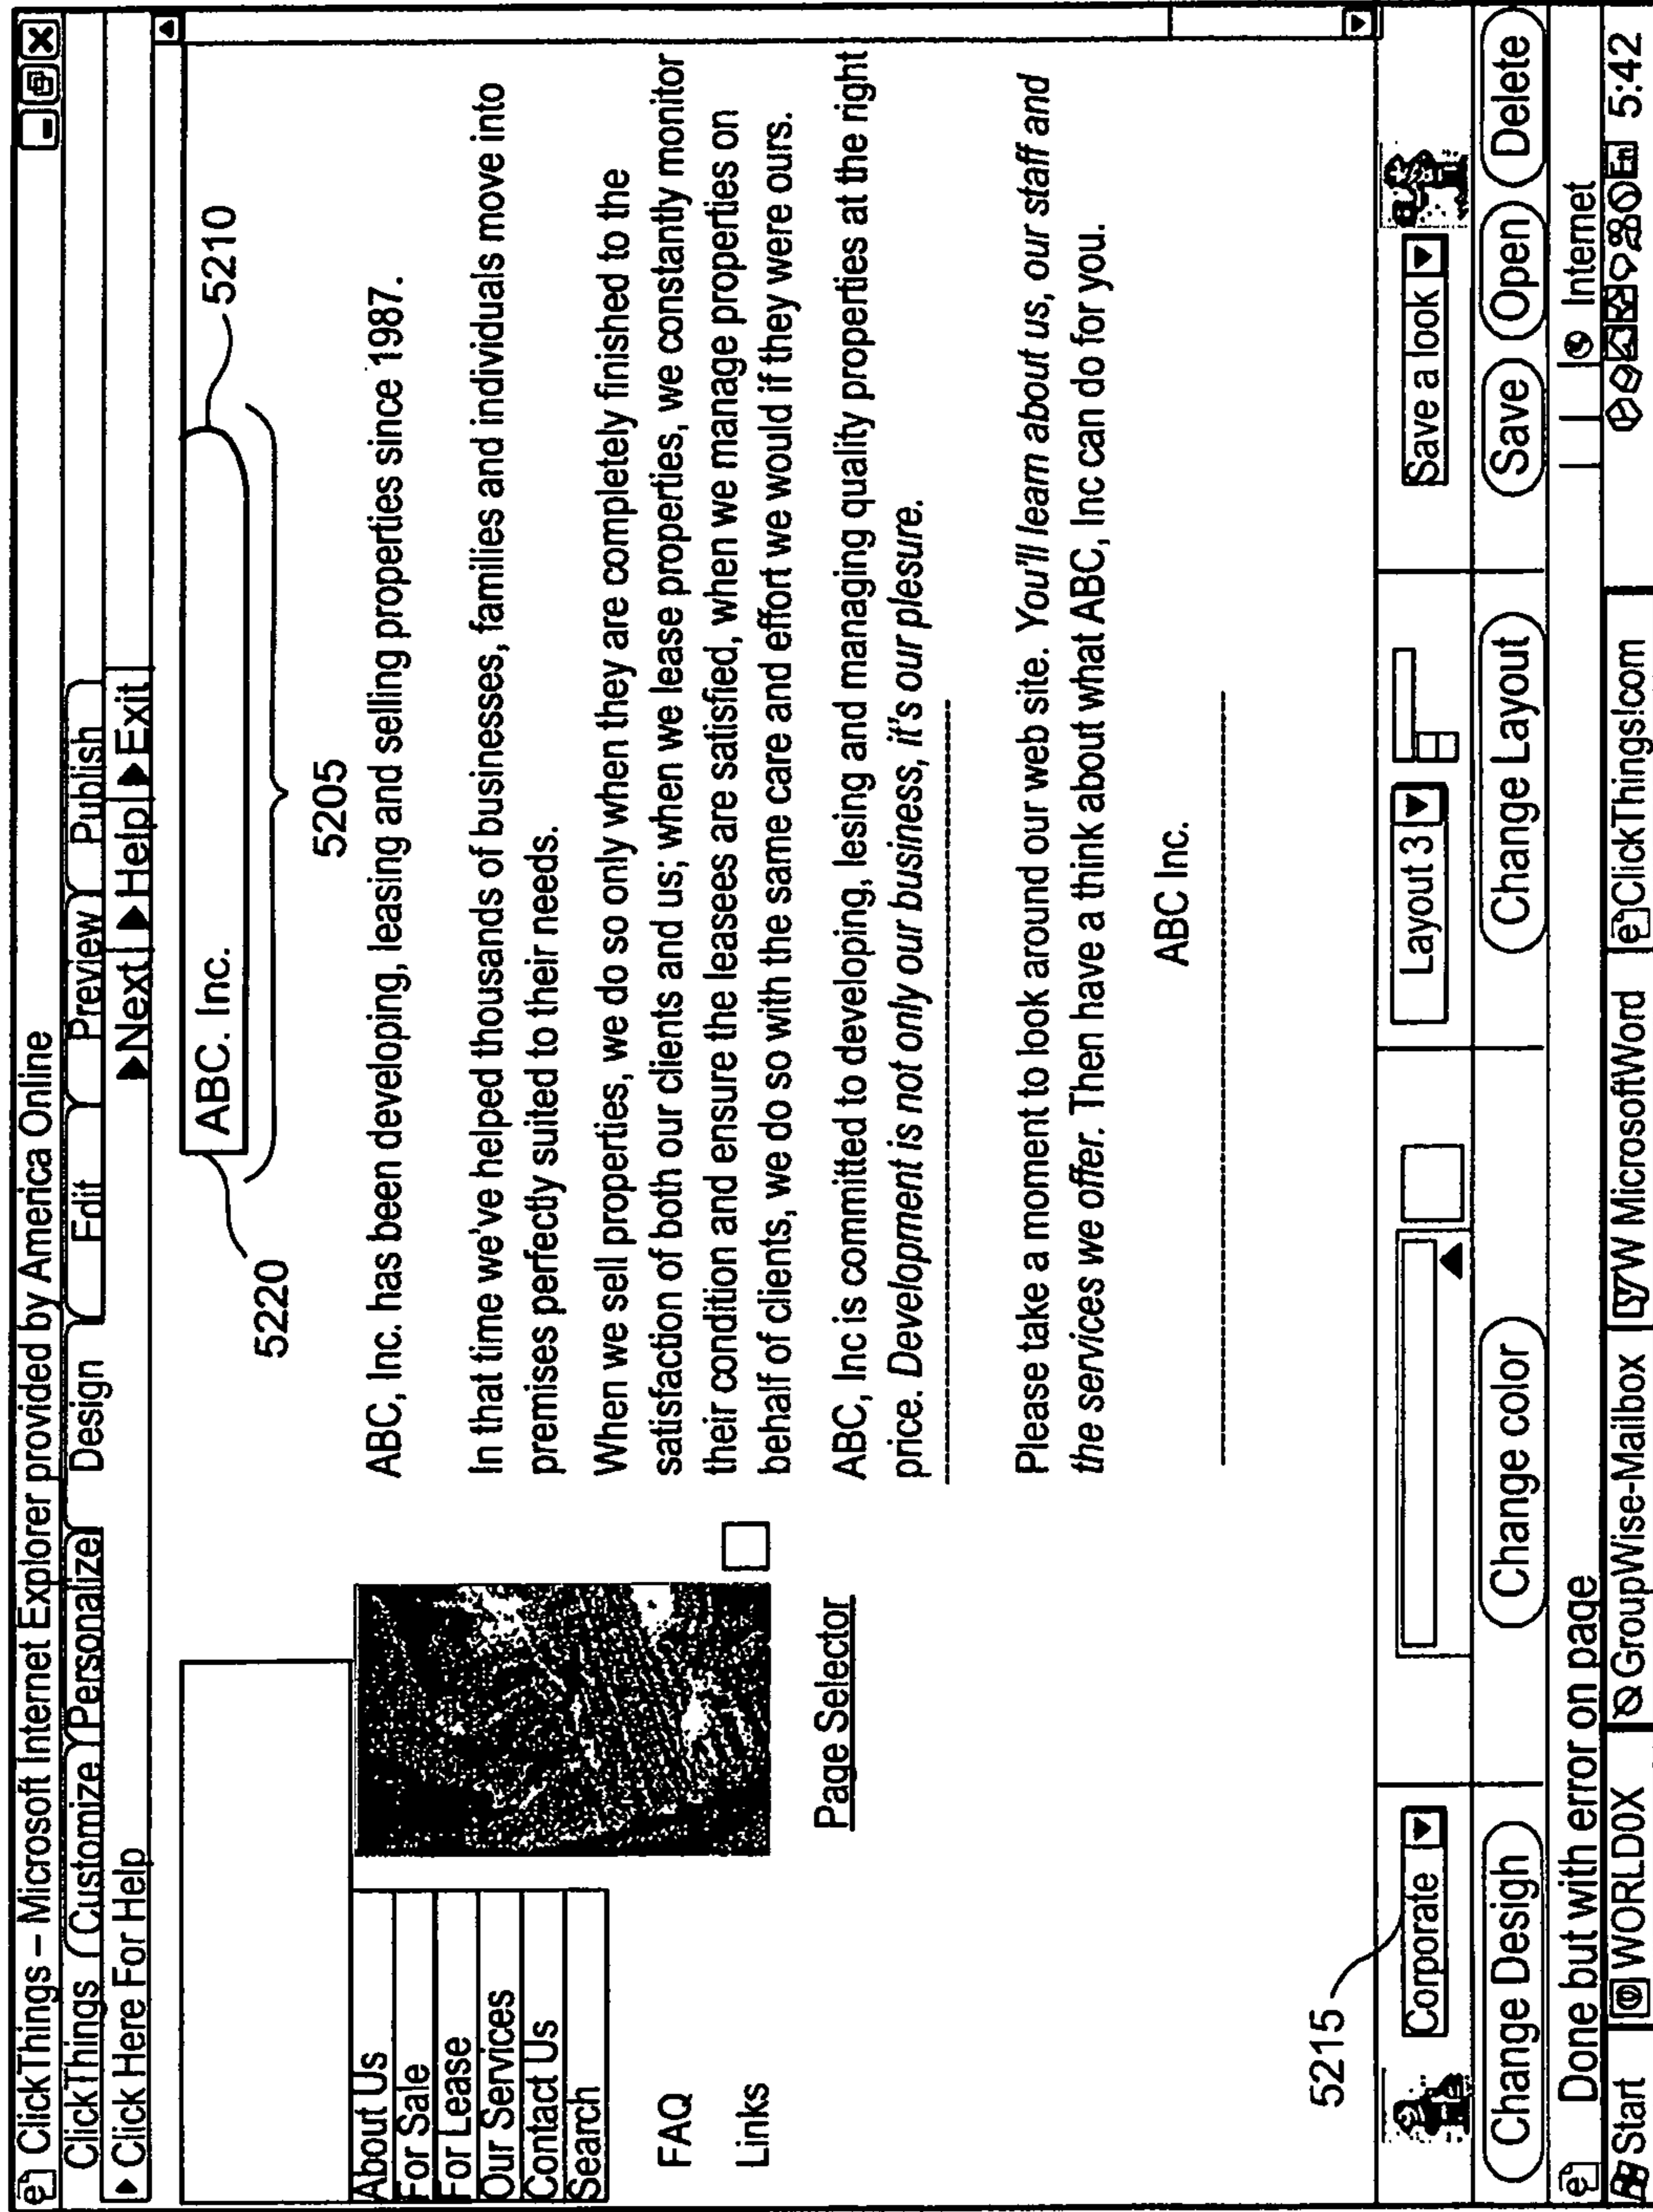 ClickThings – Microsoft Internet Explorer provided by America Online
ClickThings Customize Personalize Design Edit Preview Publish
Click Here For Help Next Help Exit
ABC. Inc.
5220
5210
5205
About Us
For Sale
For Lease
Our Services
Contact Us
Search
FAQ
Links
Page Selector
ABC, Inc. has been developing, leasing and selling properties since 1987.
In that time we've helped thousands of businesses, families and individuals move into
premises perfectly suited to their needs.
When we sell properties, we do so only when they are completely finished to the
satisfaction of both our clients and us; when we lease properties, we constantly monitor
their condition and ensure the leasees are satisfied, when we manage properties on
behalf of clients, we do so with the same care and effort we would if they were ours.
ABC, Inc is committed to developing, lesing and managing quality properties at the right
price. Development is not only our business, it's our plesure.
Please take a moment to look around our web site. You'll learn about us, our staff and
the services we offer. Then have a think about what ABC, Inc can do for you.
ABC Inc.
5215
Corporate Layout 3 Save a look
Change Desigh Change color Change Layout Save Open Delete
Done but with error on page Internet
Start WORLD0X GroupWise-Mailbox W MicrosoftWord ClickThings!com En 5:42